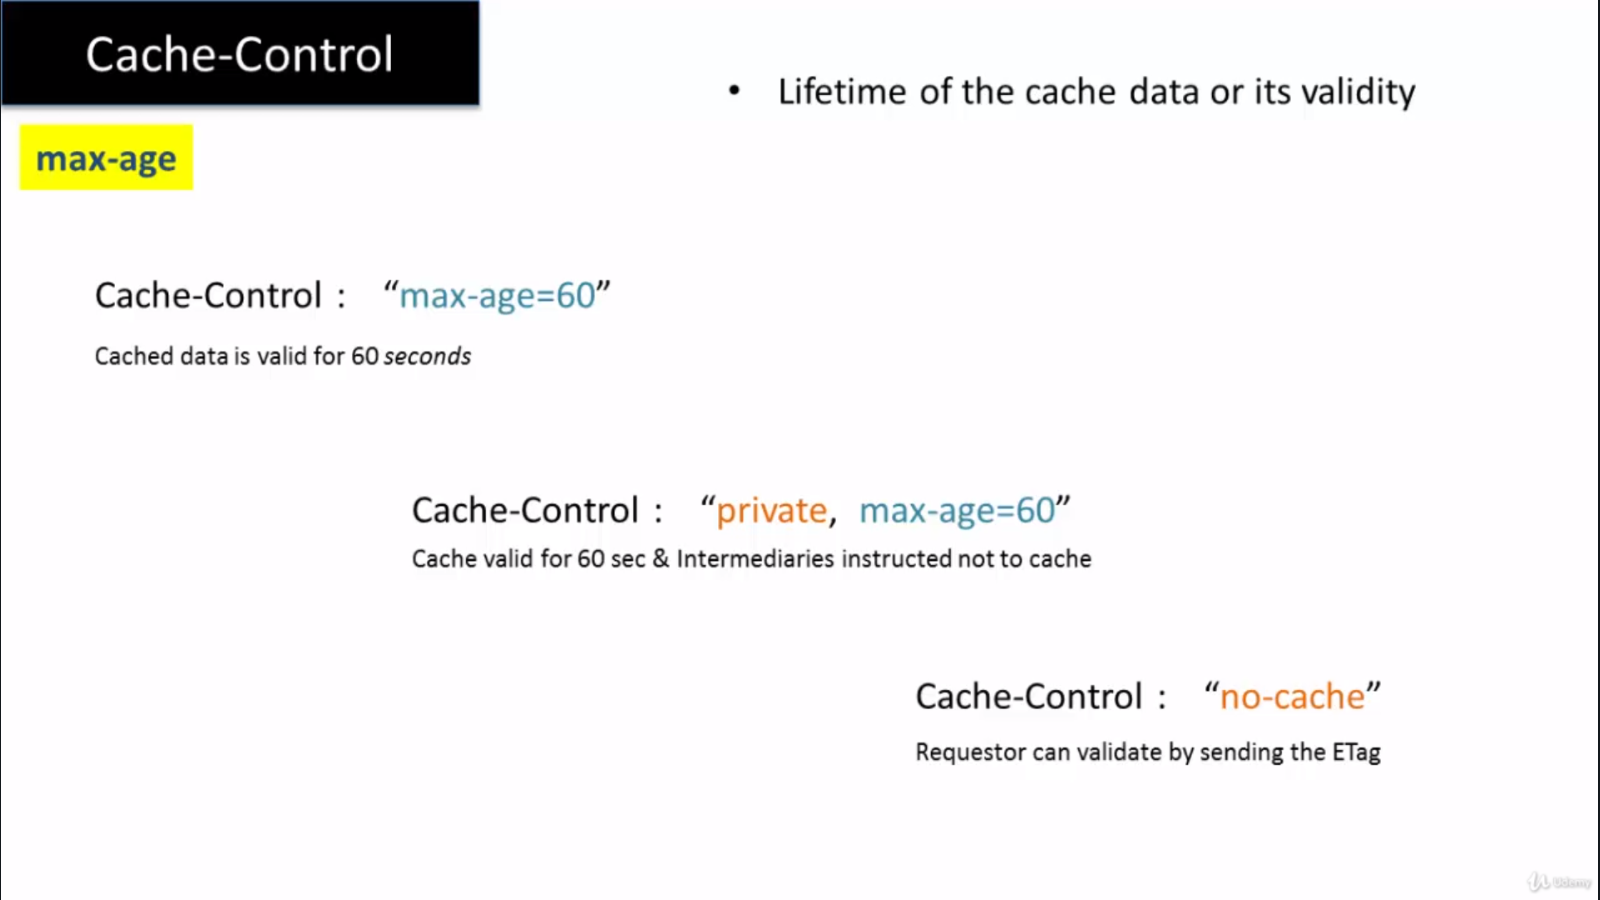 Cache-Control
• Lifetime of the cache data or its validity
max-age
Cache-Control : “max-age=60”
Cached data is valid for 60 seconds
Cache-Control : “private, max-age=60”
Cache valid for 60 sec & Intermediaries instructed not to cache
Cache-Control : “no-cache”
Requestor can validate by sending the ETag
Udemy